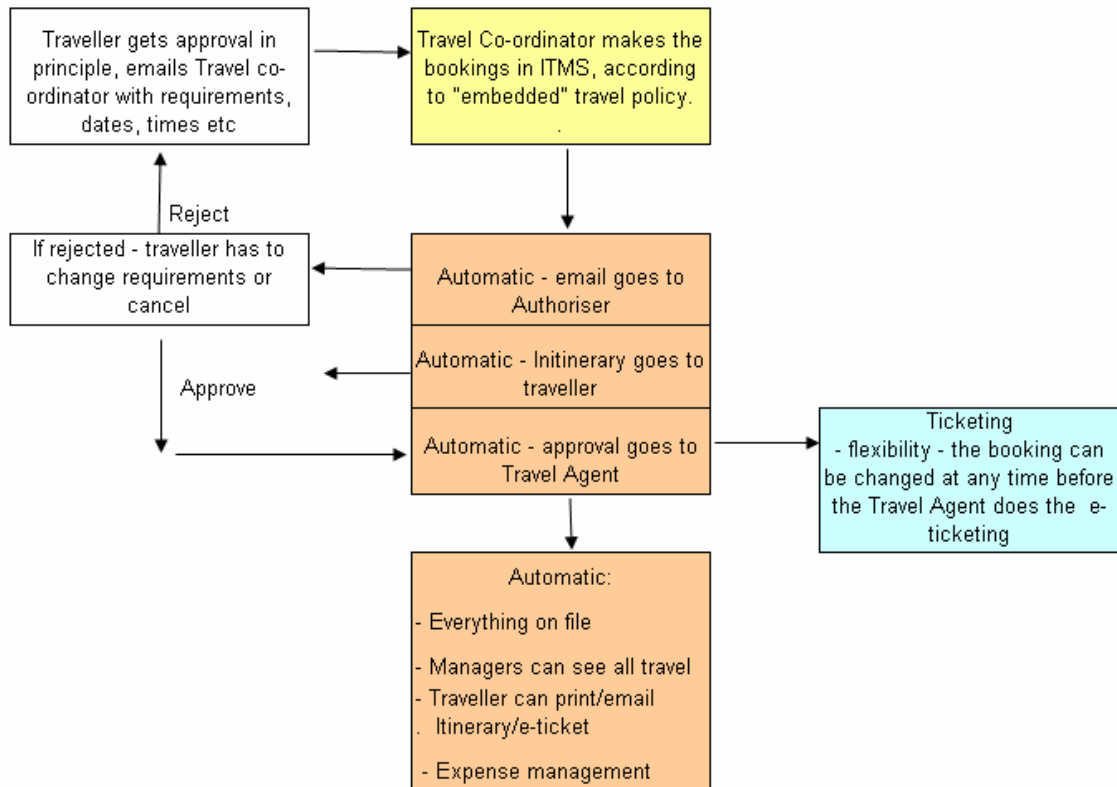 Traveller gets approval in
principle, emails Travel co-
ordinator with requirements,
dates, times etc
Travel Co-ordinator makes the
bookings in ITMS, according
to "embedded" travel policy.
.
Reject
If rejected - traveller has to
change requirements or
cancel
Automatic - email goes to
Authoriser
Automatic - Initinerary goes to
traveller
Approve
Automatic - approval goes to
Travel Agent
Ticketing
- flexibility - the booking can
be changed at any time before
the Travel Agent does the e-
ticketing
Automatic:
- Everything on file
- Managers can see all travel
- Traveller can print/email
. Itinerary/e-ticket
- Expense management